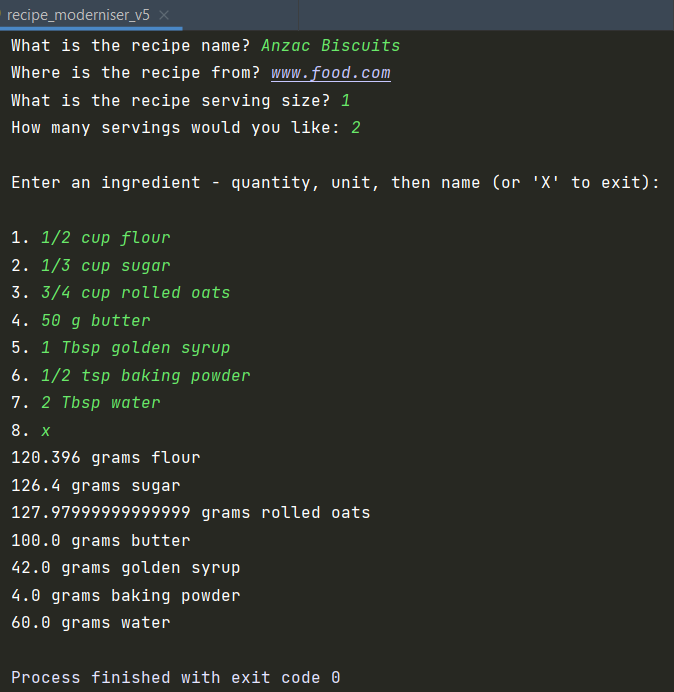 recipe_moderniser_v5
What is the recipe name? Anzac Biscuits
Where is the recipe from? www.food.com
What is the recipe serving size? 1
How many servings would you like: 2
Enter an ingredient - quantity, unit, then name (or 'X' to exit):
1. 1/2 cup flour
2. 1/3 cup sugar
3. 3/4 cup rolled oats
4. 50 g butter
5. 1 Tbsp golden syrup
6. 1/2 tsp baking powder
7. 2 Tbsp water
8. x
120.396 grams flour
126.4 grams sugar
127.97999999999999 grams rolled oats
100.0 grams butter
42.0 grams golden syrup
4.0 grams baking powder
60.0 grams water
Process finished with exit code 0